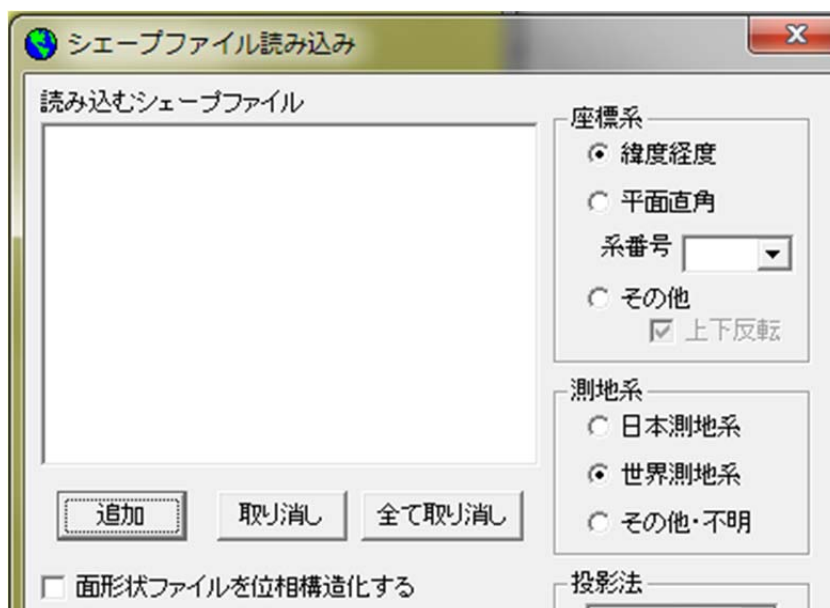 シェープファイル読み込み
読み込むシェープファイル
座標系
緯度経度
平面直角
系番号
その他
上下反転
測地系
日本測地系
世界測地系
その他・不明
追加
取り消し
全て取り消し
面形状ファイルを位相構造化する
投影法